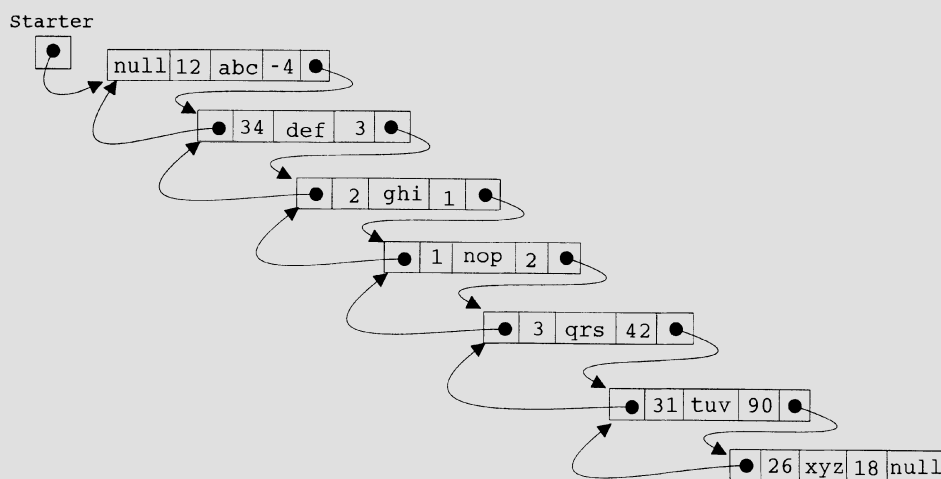 Starter
null 12 abc -4
34 def 3
2 ghi 1
1 nop 2
3 qrs 42
31 tuv 90
26 xyz 18 null